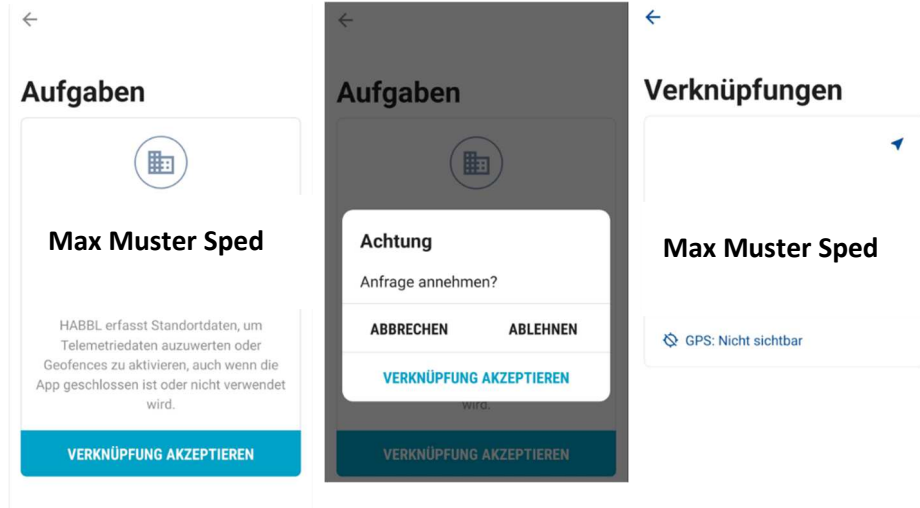 Aufgaben
Max Muster Sped
HABBL erfasst Standortdaten, um
Telemetriedaten auzuwerten oder
Geofences zu aktivieren, auch wenn die
App geschlossen ist oder nicht verwendet
wird.
VERKNÜPFUNG AKZEPTIEREN
Aufgaben
Achtung
Anfrage annehmen?
ABBRECHEN ABLEHNEN
VERKNÜPFUNG AKZEPTIEREN
wird.
VERKNÜPFUNG AKZEPTIEREN
Verknüpfungen
Max Muster Sped
GPS: Nicht sichtbar